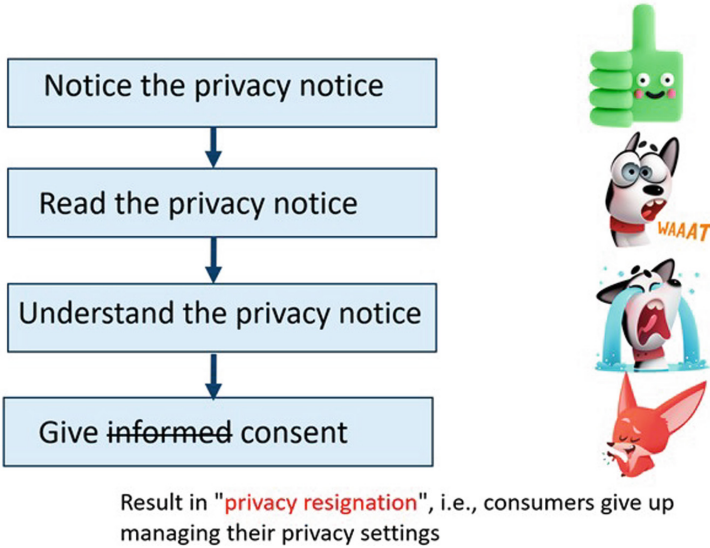 Notice the privacy notice
Read the privacy notice
WAAAT
Understand the privacy notice
Give informed consent
Result in "privacy resignation", i.e., consumers give up
managing their privacy settings